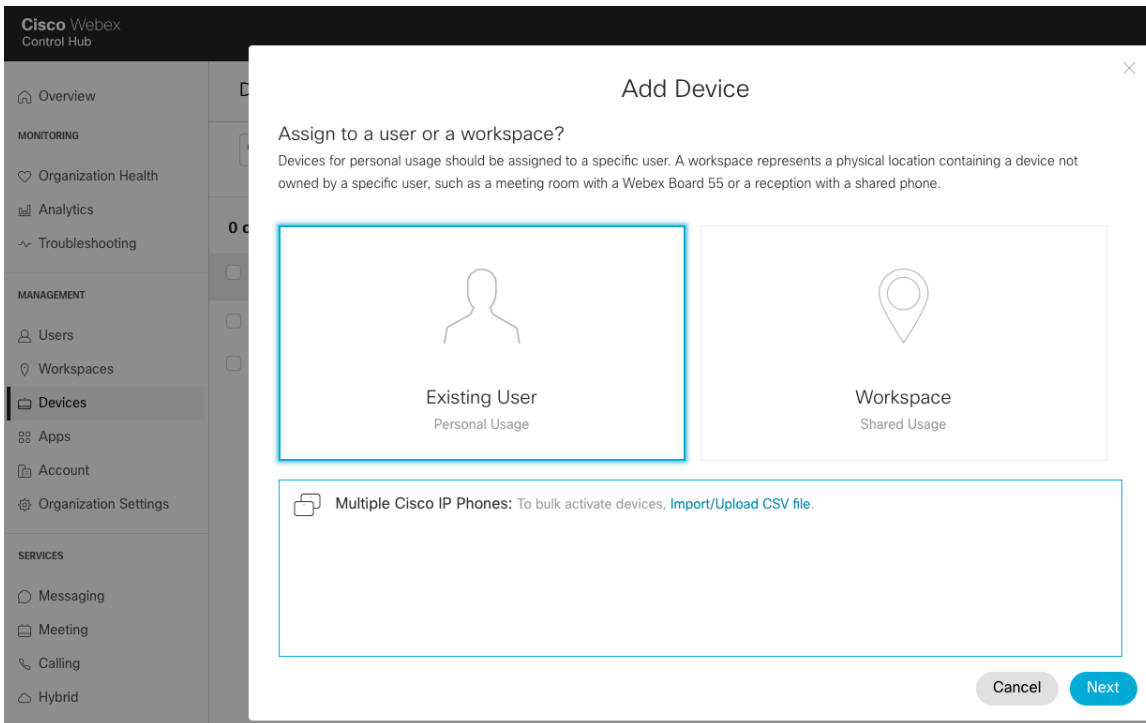 Cisco Webex
Control Hub
Overview
MONITORING
Organization Health
Analytics
Troubleshooting
MANAGEMENT
Users
Workspaces
Devices
Apps
Account
Organization Settings
SERVICES
Messaging
Meeting
Calling
Hybrid
0
Add Device
Assign to a user or a workspace?
Devices for personal usage should be assigned to a specific user. A workspace represents a physical location containing a device not
owned by a specific user, such as a meeting room with a Webex Board 55 or a reception with a shared phone.
Existing User
Personal Usage
Workspace
Shared Usage
Multiple Cisco IP Phones: To bulk activate devices, Import/Upload CSV file.
Cancel
Next